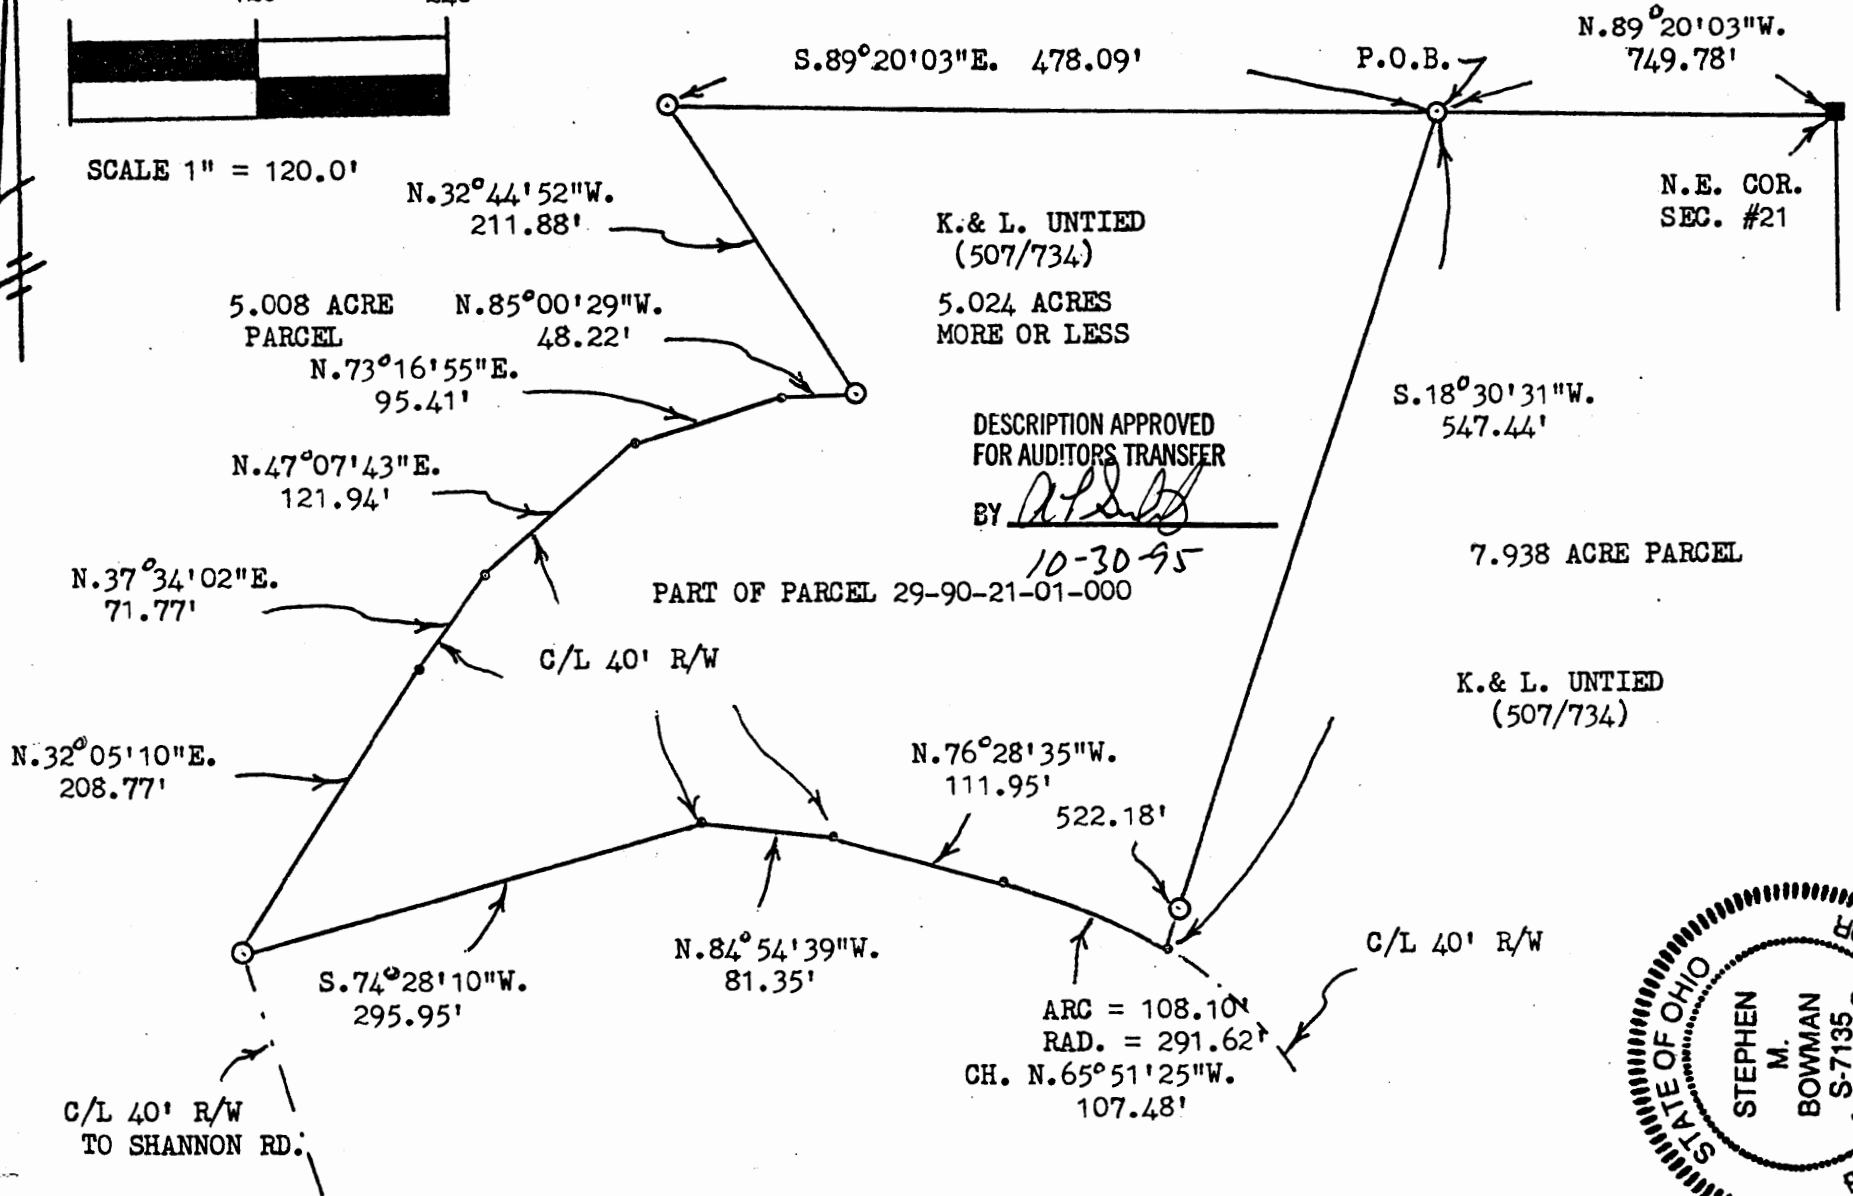 N.89°20'03"W.
749.78'
S.89°20'03"E. 478.09'
P.O.B.
SCALE 1" = 120.0'
N.32°44'52"W.
211.88'
K.& L. UNTIED
(507/734)
5.024 ACRES
MORE OR LESS
N.E. COR.
SEC. #21
5.008 ACRE
PARCEL
N.85°00'29"W.
48.22'
N.73°16'55"E.
95.41'
S.18°30'31"W.
547.44'
DESCRIPTION APPROVED
FOR AUDITORS TRANSFER
BY
10-30-95
N.47°07'43"E.
121.94'
7.938 ACRE PARCEL
N.37°34'02"E.
71.77'
PART OF PARCEL 29-90-21-01-000
C/L 40' R/W
K.& L. UNTIED
(507/734)
N.32°05'10"E.
208.77'
N.76°28'35"W.
111.95'
522.18'
S.74°28'10"W.
295.95'
N.84°54'39"W.
81.35'
C/L 40' R/W
ARC = 108.10'
RAD. = 291.62'
CH. N.65°51'25"W.
107.48'
C/L 40' R/W
TO SHANNON RD.
STATE OF OHIO
STEPHEN
M.
BOWMAN
S-7135